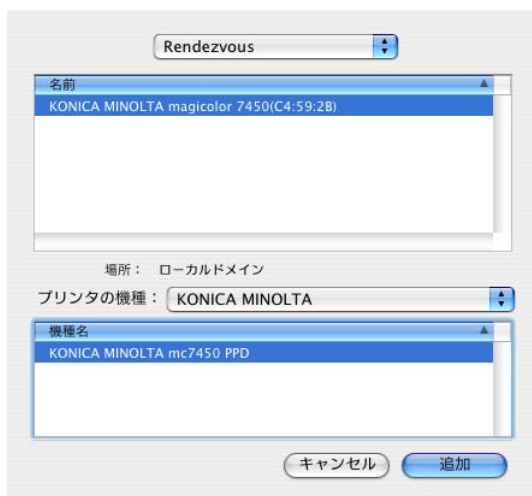 Rendezvous
名前
KONICA MINOLTA magicolor 7450(C4:59:2B)
場所： ローカルドメイン
プリンタの機種： KONICA MINOLTA
機種名
KONICA MINOLTA mc7450 PPD
キャンセル 追加